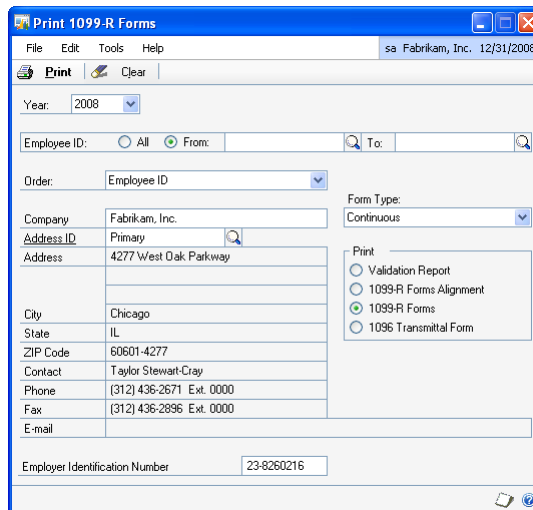 Print 1099-R Forms
File Edit Tools Help sa Fabrikam, Inc. 12/31/2008
Print Clear
Year: 2008
Employee ID: All From: To:
Order: Employee ID
Form Type:
Company Fabrikam, Inc. Continuous
Address ID Primary
Address 4277 West Oak Parkway
Print
Validation Report
1099-R Forms Alignment
1099-R Forms
1096 Transmittal Form
City Chicago
State IL
ZIP Code 60601-4277
Contact Taylor Stewart-Cray
Phone (312) 436-2671 Ext. 0000
Fax (312) 436-2896 Ext. 0000
E-mail
Employer Identification Number 23-8260216